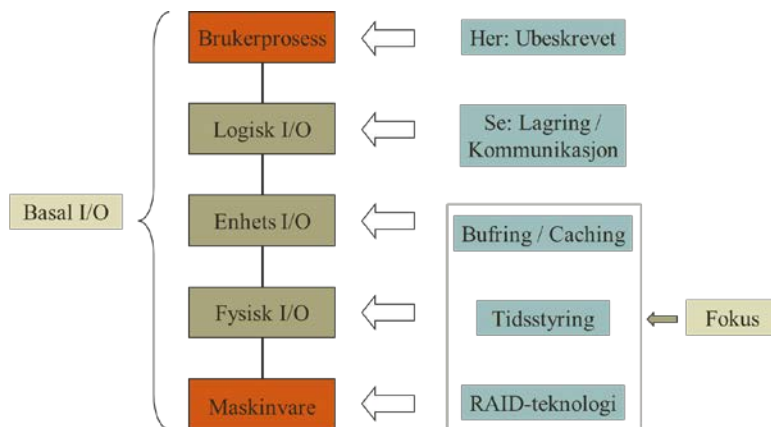 Brukerprosess
Her: Ubeskrevet
Logisk I/O
Se: Lagring /
Kommunikasjon
Basal I/O
Enhets I/O
Bufring / Caching
Fysisk I/O
Tidsstyring
Fokus
Maskinvare
RAID-teknologi